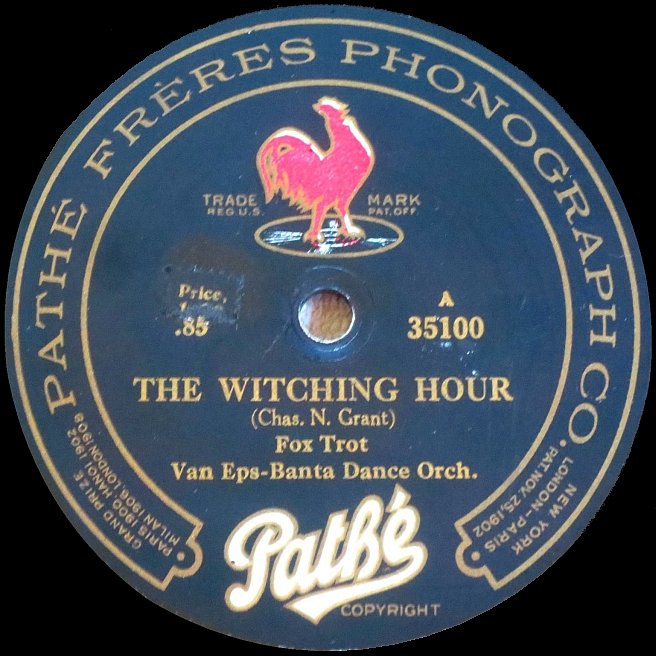 PATHÉ FRÈRES PHONOGRAPH CO
TRADE MARK
REG U.S. PAT. OFF.
Price,
.85
A
35100
THE WITCHING HOUR
(Chas. N. Grant)
Fox Trot
Van Eps-Banta Dance Orch.
Pathé
COPYRIGHT
GRAND PRIZE
PARIS 1900, HANOI, 1902
MILAN 1906, LONDON, 1908
NEW YORK
LONDON-PARIS
• PAT. NOV. 25, 1902